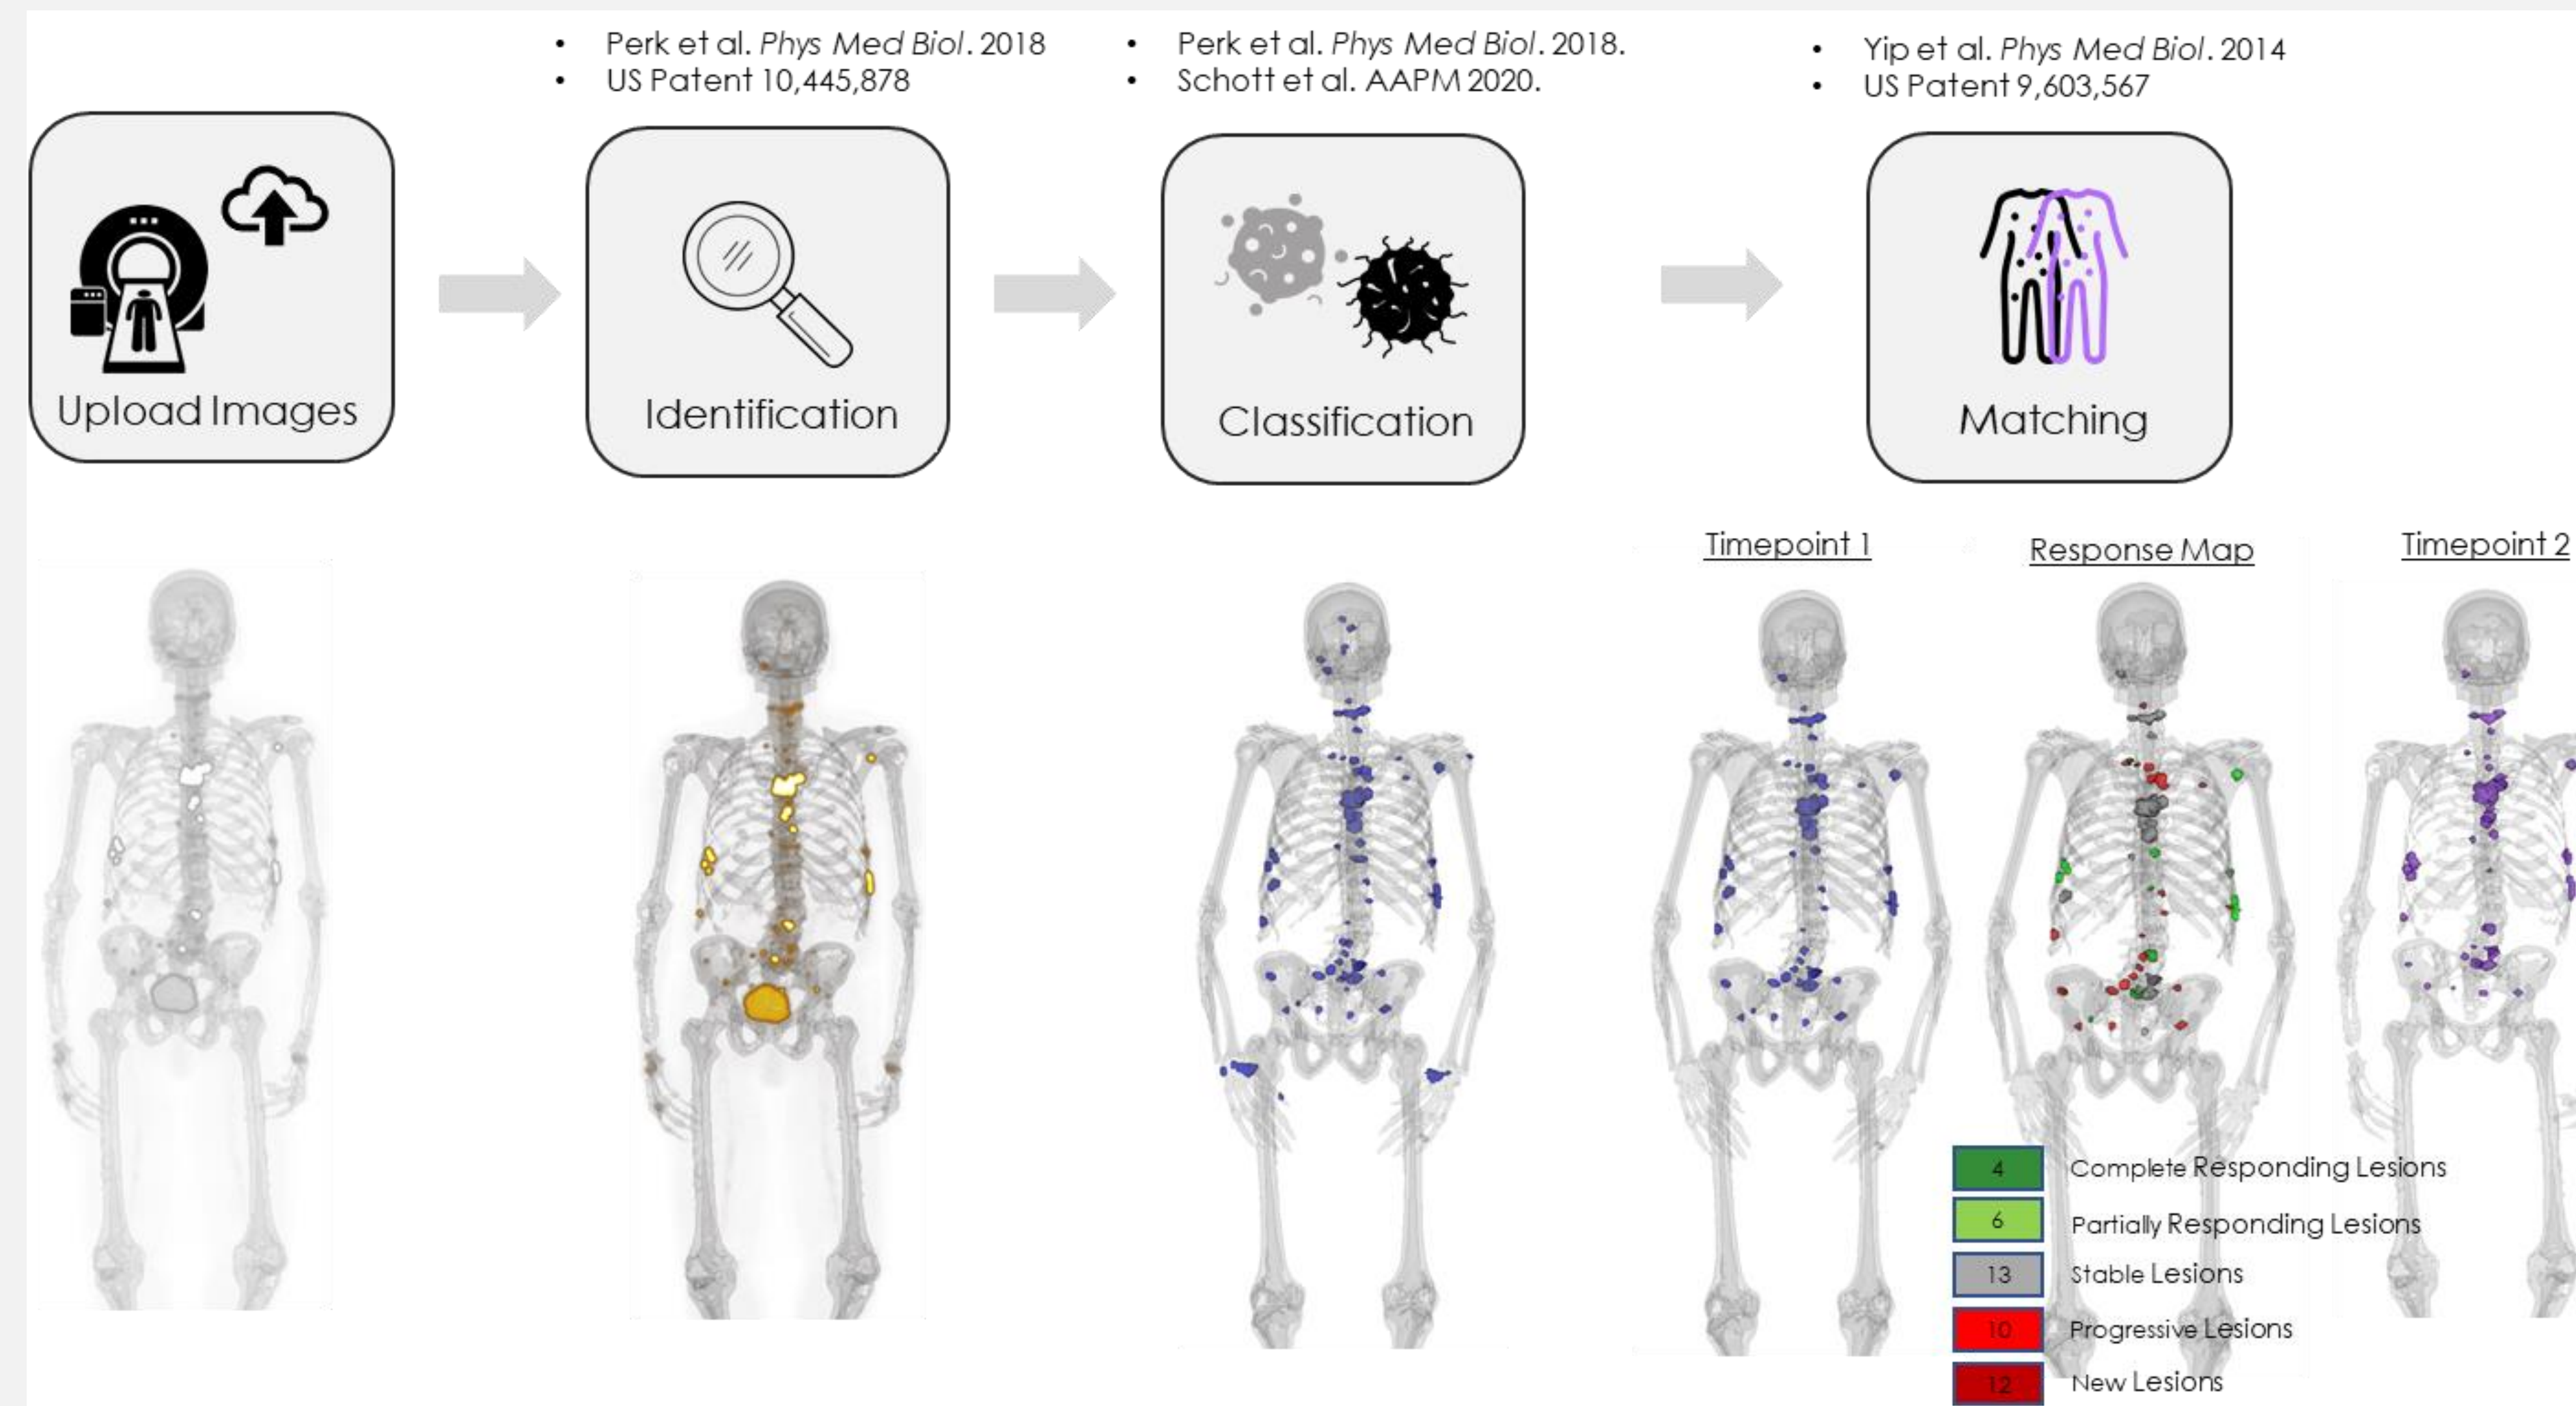 • Perk et al. Phys Med Biol. 2018
• US Patent 10,445,878
• Perk et al. Phys Med Biol. 2018.
• Schott et al. AAPM 2020.
• Yip et al. Phys Med Biol. 2014
• US Patent 9,603,567
Upload Images
Identification
Classification
Matching
Timepoint 1
Response Map
Timepoint 2
4 Complete Responding Lesions
6 Partially Responding Lesions
13 Stable Lesions
10 Progressive Lesions
12 New Lesions